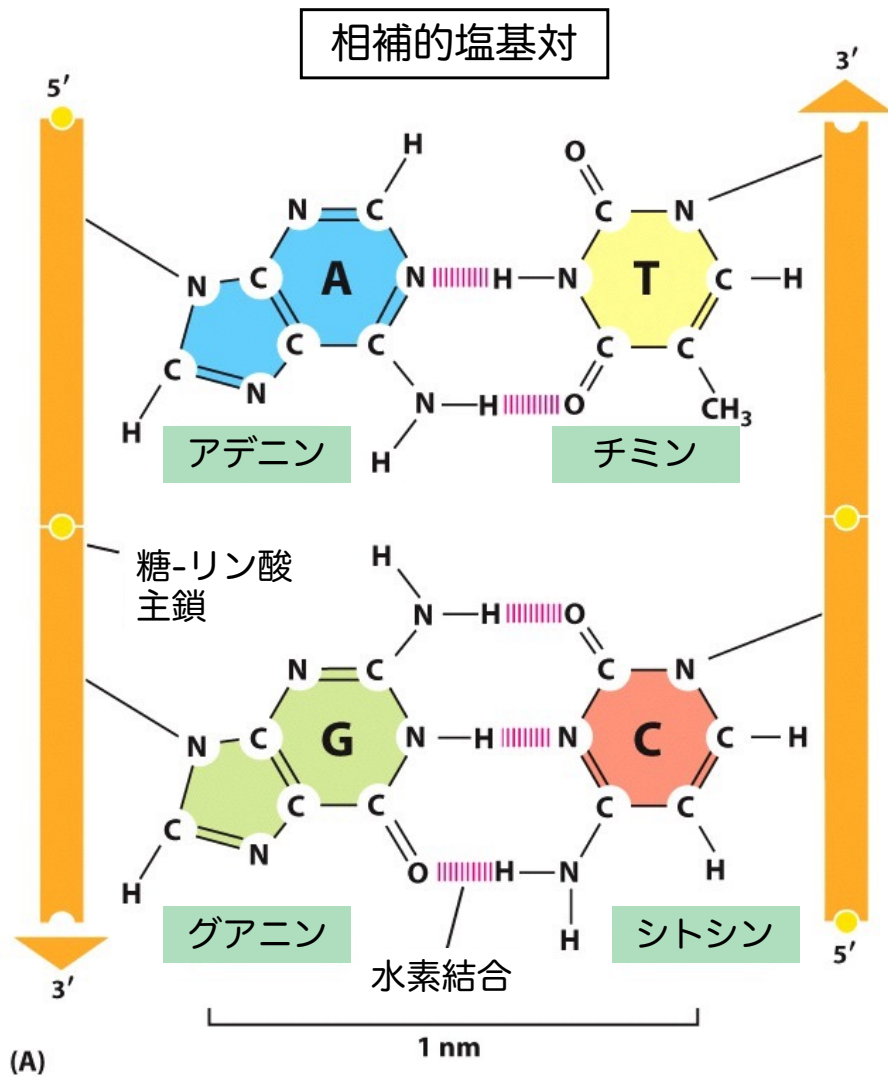 相補的塩基対
5′
3′
H
O
N C
C N
N C A N H N T C H
C C
C C
C N
N H O CH₃
H
H
アデニン
チミン
糖-リン酸
主鎖
H
N H O
N C
C N
N C G N H N C C H
C C
C C
C N
O H N H
H
H
グアニン
シトシン
水素結合
3′
5′
1 nm
(A)